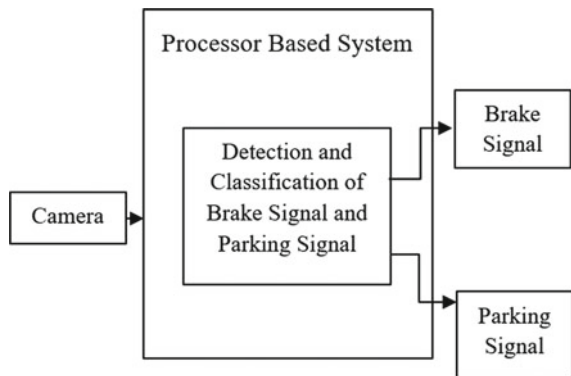 Processor Based System
Camera
Detection and
Classification of
Brake Signal and
Parking Signal
Brake
Signal
Parking
Signal